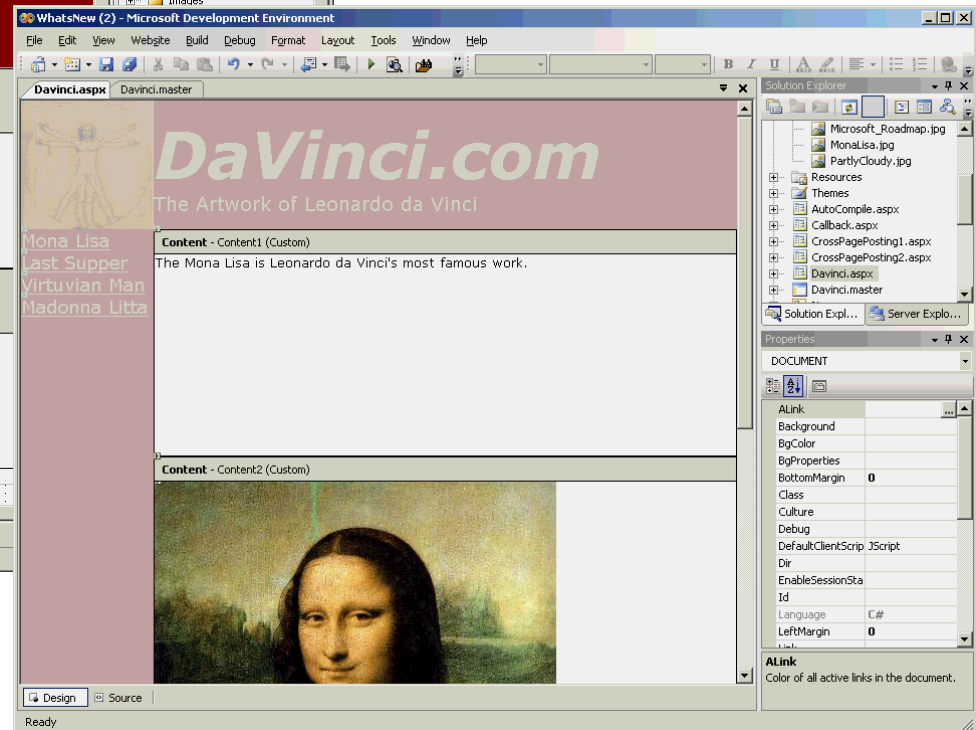 Images
WhatsNew (2) - Microsoft Development Environment
File Edit View Website Build Debug Format Layout Tools Window Help
B I U
Davinci.aspx Davinci.master
DaVinci.com
The Artwork of Leonardo da Vinci
Mona Lisa
Last Supper
Virtuvian Man
Madonna Litta
Content - Content1 (Custom)
The Mona Lisa is Leonardo da Vinci's most famous work.
Content - Content2 (Custom)
Design Source
Ready
Solution Explorer
Microsoft_Roadmap.jpg
MonaLisa.jpg
PartlyCloudy.jpg
Resources
Themes
AutoCompile.aspx
Callback.aspx
CrossPagePosting1.aspx
CrossPagePosting2.aspx
Davinci.aspx
Davinci.master
Solution Expl... Server Explo...
Properties
DOCUMENT
ALink ...
Background
BgColor
BgProperties
BottomMargin 0
Class
Culture
Debug
DefaultClientScrip JScript
Dir
EnableSessionSta
Id
Language C#
LeftMargin 0
ALink
Color of all active links in the document.